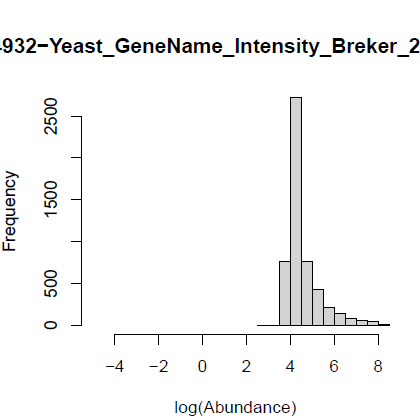 4932−Yeast_GeneName_Intensity_Breker_2
Frequency
2500
1500
500
0
−4 −2 0 2 4 6 8
log(Abundance)